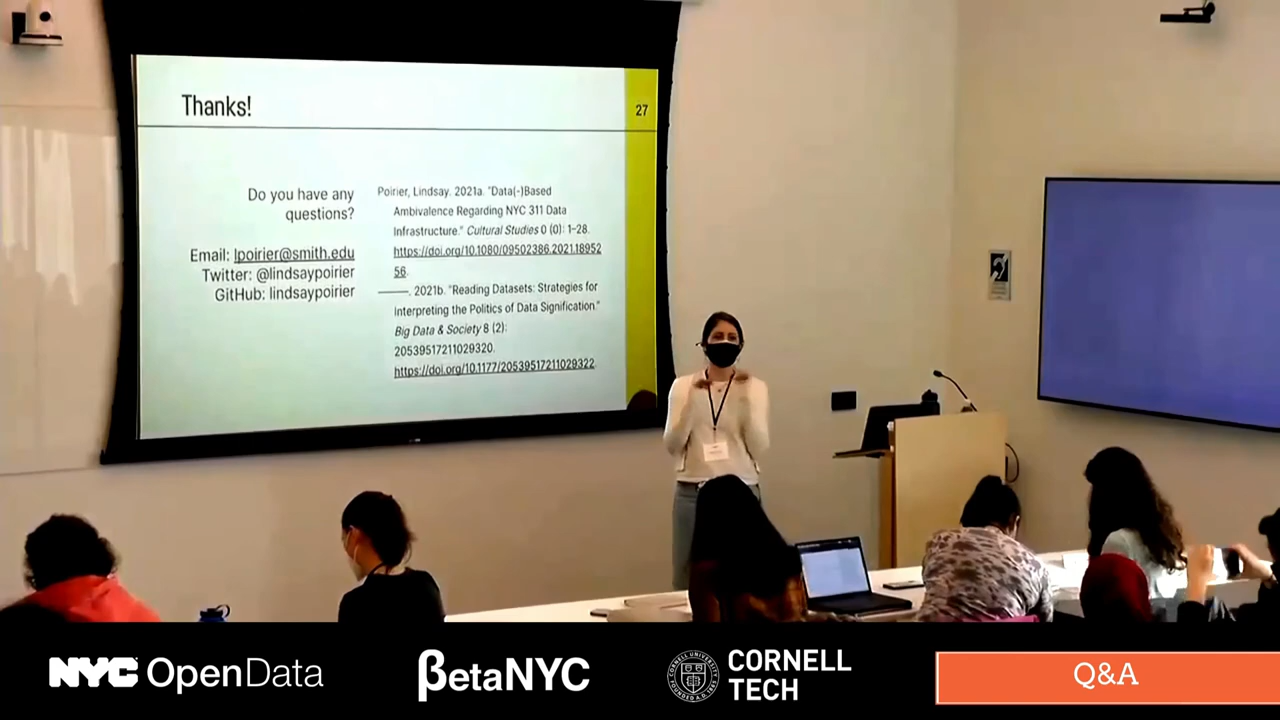 Thanks!
27
Do you have any
questions?
Email: lpoirier@smith.edu
Twitter: @lindsaypoirier
GitHub: lindsaypoirier
Poirier, Lindsay. 2021a. "Data(-)Based
Ambivalence Regarding NYC 311 Data
Infrastructure." Cultural Studies 0 (0): 1–28.
https://doi.org/10.1080/09502386.2021.18952
56.
———. 2021b. "Reading Datasets: Strategies for
Interpreting the Politics of Data Signification."
Big Data & Society 8 (2):
20539517211029320.
https://doi.org/10.1177/20539517211029322
NYC OpenData
βetaNYC
CORNELL
TECH
Q&A